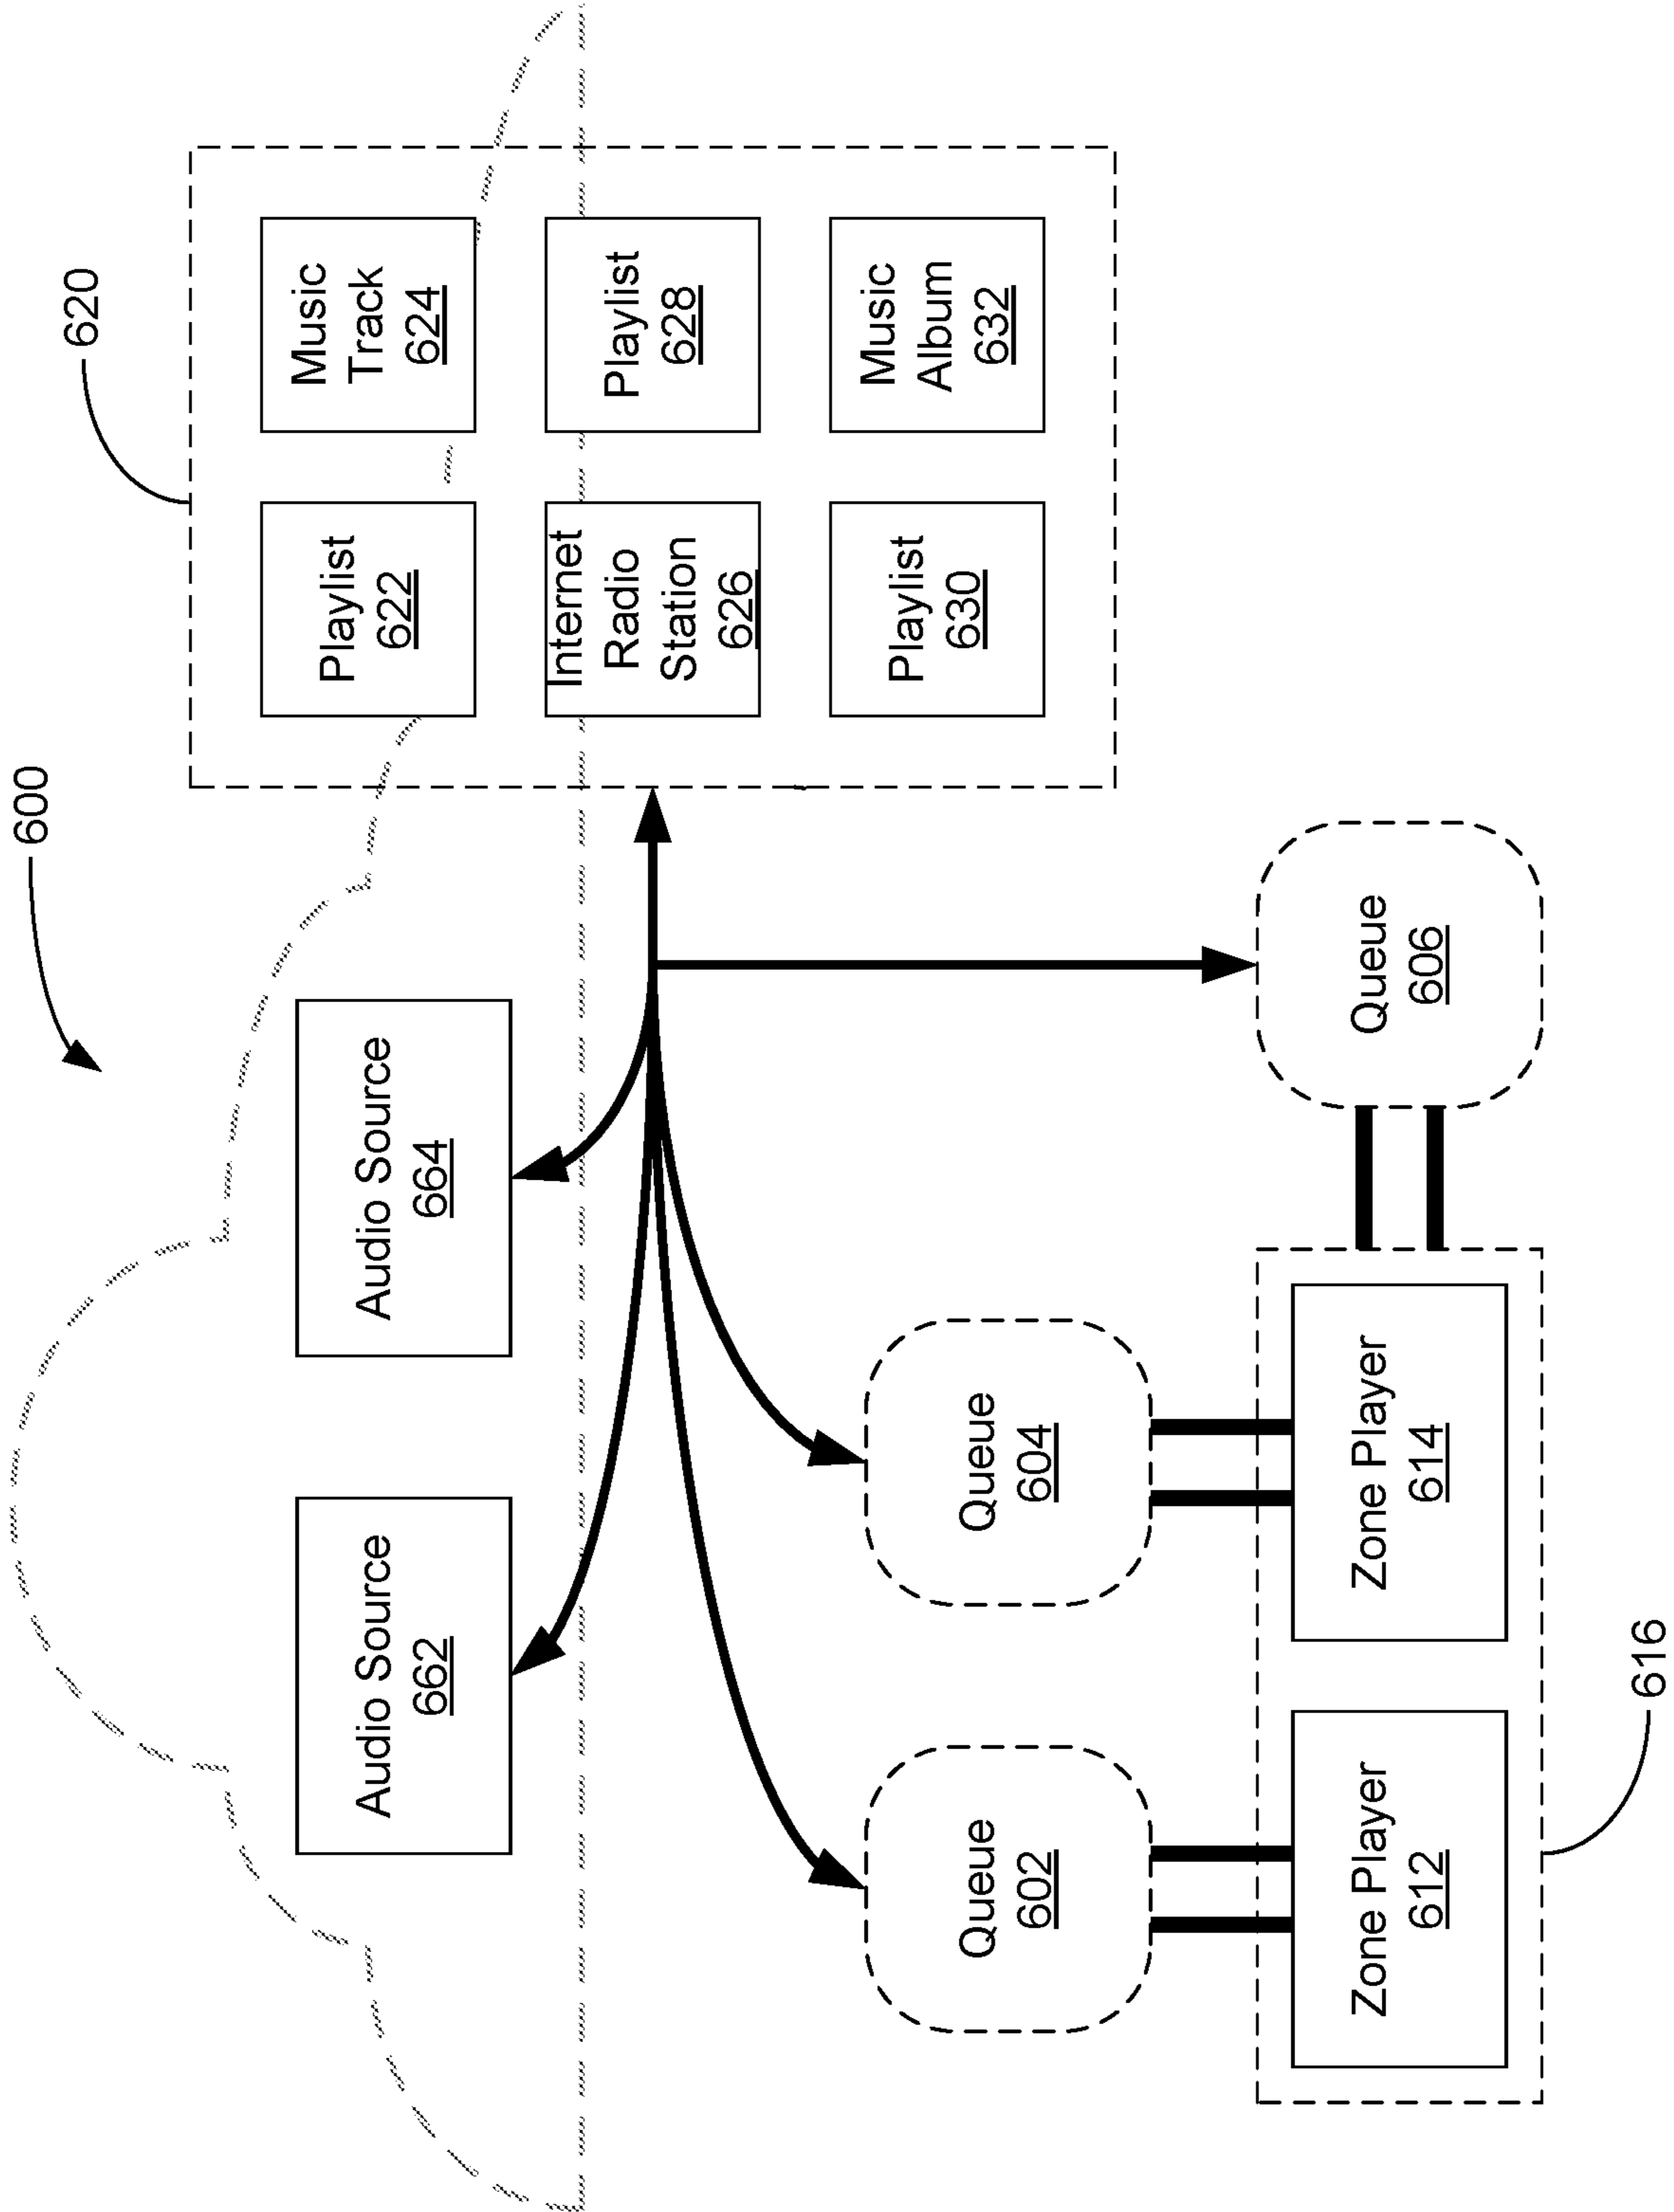 600
620
Audio Source
662
Audio Source
664
Playlist
622
Music
Track
624
Internet
Radio
Station
626
Playlist
628
Playlist
630
Music
Album
632
Queue
602
Queue
604
Queue
606
Zone Player
612
Zone Player
614
616